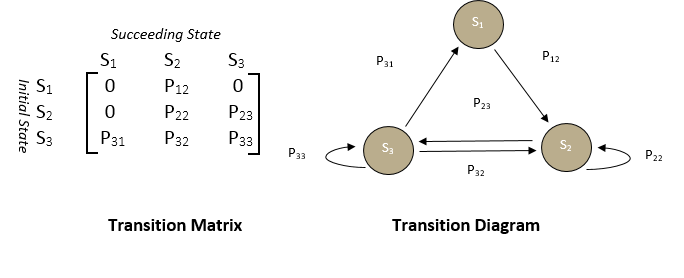 Succeeding State
S₁ S₂ S₃
Initial State
S₁ 0 P₁₂ 0
S₂ 0 P₂₂ P₂₃
S₃ P₃₁ P₃₂ P₃₃
Transition Matrix
S₁
P₃₁
P₁₂
P₂₃
S₃
S₂
P₃₃
P₃₂
P₂₂
Transition Diagram